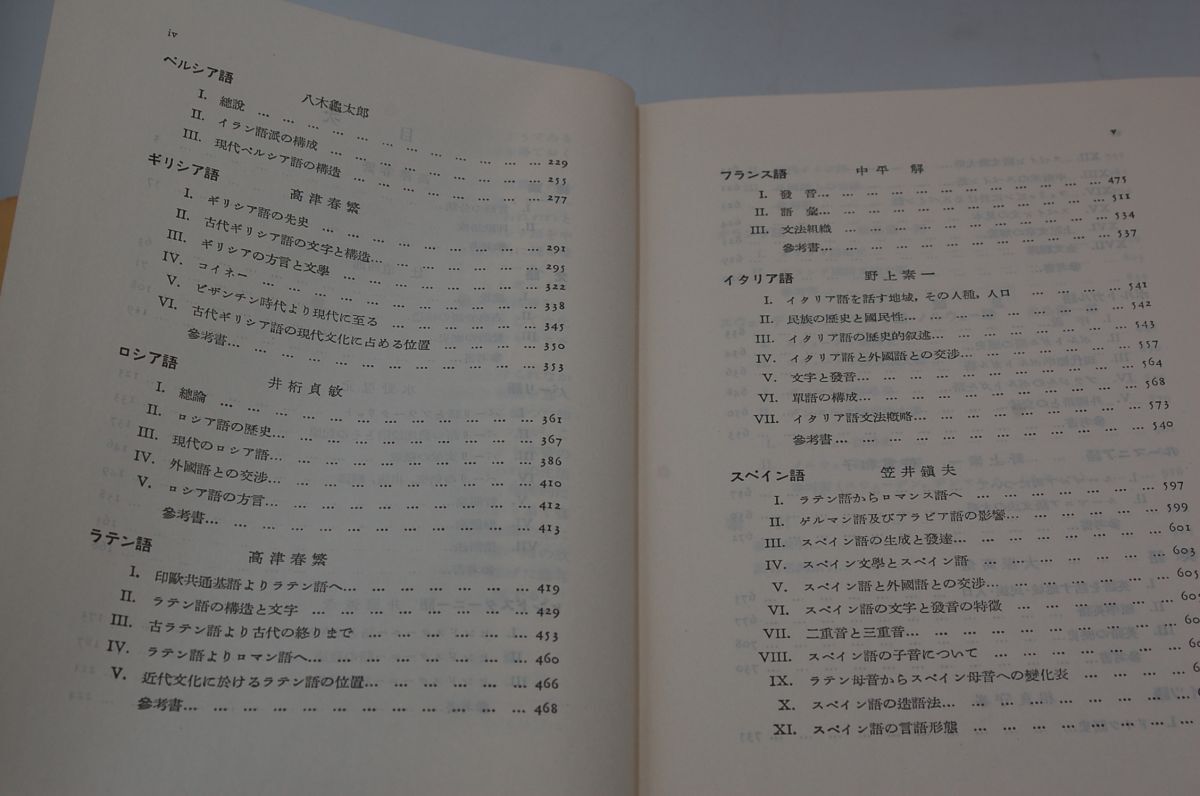 iv
ペルシア語
八木龜太郎
I. 總說 … … … … … … … … … … … 229
II. イラン語派の構成 … … … … … … … … 255
III. 現代ペルシア語の構造 … … … … … … … 277
ギリシア語
高津春繁
I. ギリシア語の先史 … … … … … … … … 291
II. 古代ギリシア語の文字と構造… … … … … … 295
III. ギリシアの方言と文學 … … … … … … … 322
IV. コイネー … … … … … … … … … … 338
V. ビザンチン時代より現代に至る … … … … … 345
VI. 古代ギリシア語の現代文化に占める位置 … … … 350
參考書… … … … … … … … … … … 353
ロシア語
井桁貞敏
I. 總論 … … … … … … … … … … … 361
II. ロシア語の歷史… … … … … … … … … 367
III. 現代のロシア語… … … … … … … … … 386
IV. 外國語との交涉 … … … … … … … … 410
V. ロシア語の方言… … … … … … … … … 412
參考書… … … … … … … … … … … 413
ラテン語
高津春繁
I. 印歐共通基語よりラテン語へ… … … … … … 419
II. ラテン語の構造と文字 … … … … … … … 429
III. 古ラテン語より古代の終りまで … … … … … 453
IV. ラテン語よりロマン語へ… … … … … … … 460
V. 近代文化に於けるラテン語の位置… … … … … 466
參考書… … … … … … … … … … … 468
v
フランス語 中平 解
I. 發音… … … … … … … … … … … 475
II. 語彙… … … … … … … … … … … 511
III. 文法組織 … … … … … … … … … … 534
參考書… … … … … … … … … … … 537
イタリア語 野上素一
I. イタリア語を話す地域，その人種，人口 … … … … 541
II. 民族の歷史と國民性… … … … … … … … 542
III. イタリア語の歷史的叙述… … … … … … … 543
IV. イタリア語と外國語との交涉… … … … … … 557
V. 文字と發音… … … … … … … … … … 564
VI. 單語の構成… … … … … … … … … … 568
VII. イタリア語文法概略… … … … … … … … 573
參考書… … … … … … … … … … … 540
スペイン語 笠井鎭夫
I. ラテン語からロマンス語へ … … … … … … 597
II. ゲルマン語及びアラビア語の影響… … … … … 599
III. スペイン語の生成と發達… … … … … … … 601
IV. スペイン文學とスペイン語 … … … … … … 603
V. スペイン語と外國語との交涉… … … … … … 605
VI. スペイン語の文字と發音の特徵 … … … … …
VII. 二重音と三重音… … … … … … … … …
VIII. スペイン語の子音について … … … … … …
IX. ラテン母音からスペイン母音への變化表 … … …
X. スペイン語の造語法… … … … … … … …
XI. スペイン語の言語形態 … … … … … … …